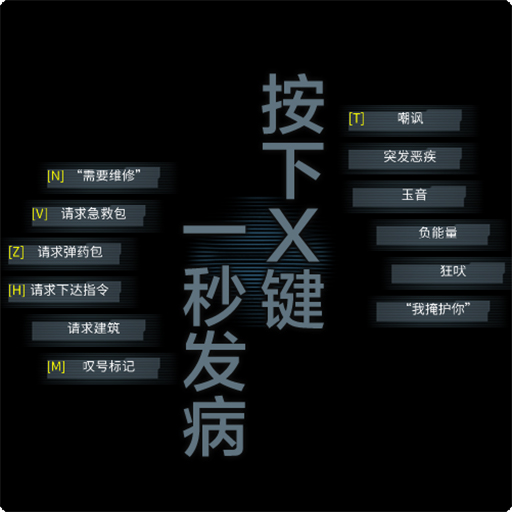 按下X键
一秒发病
[N] “需要维修”
[V] 请求急救包
[Z] 请求弹药包
[H] 请求下达指令
请求建筑
[M] 叹号标记
[T] 嘲讽
突发恶疾
玉音
负能量
狂吠
“我掩护你”